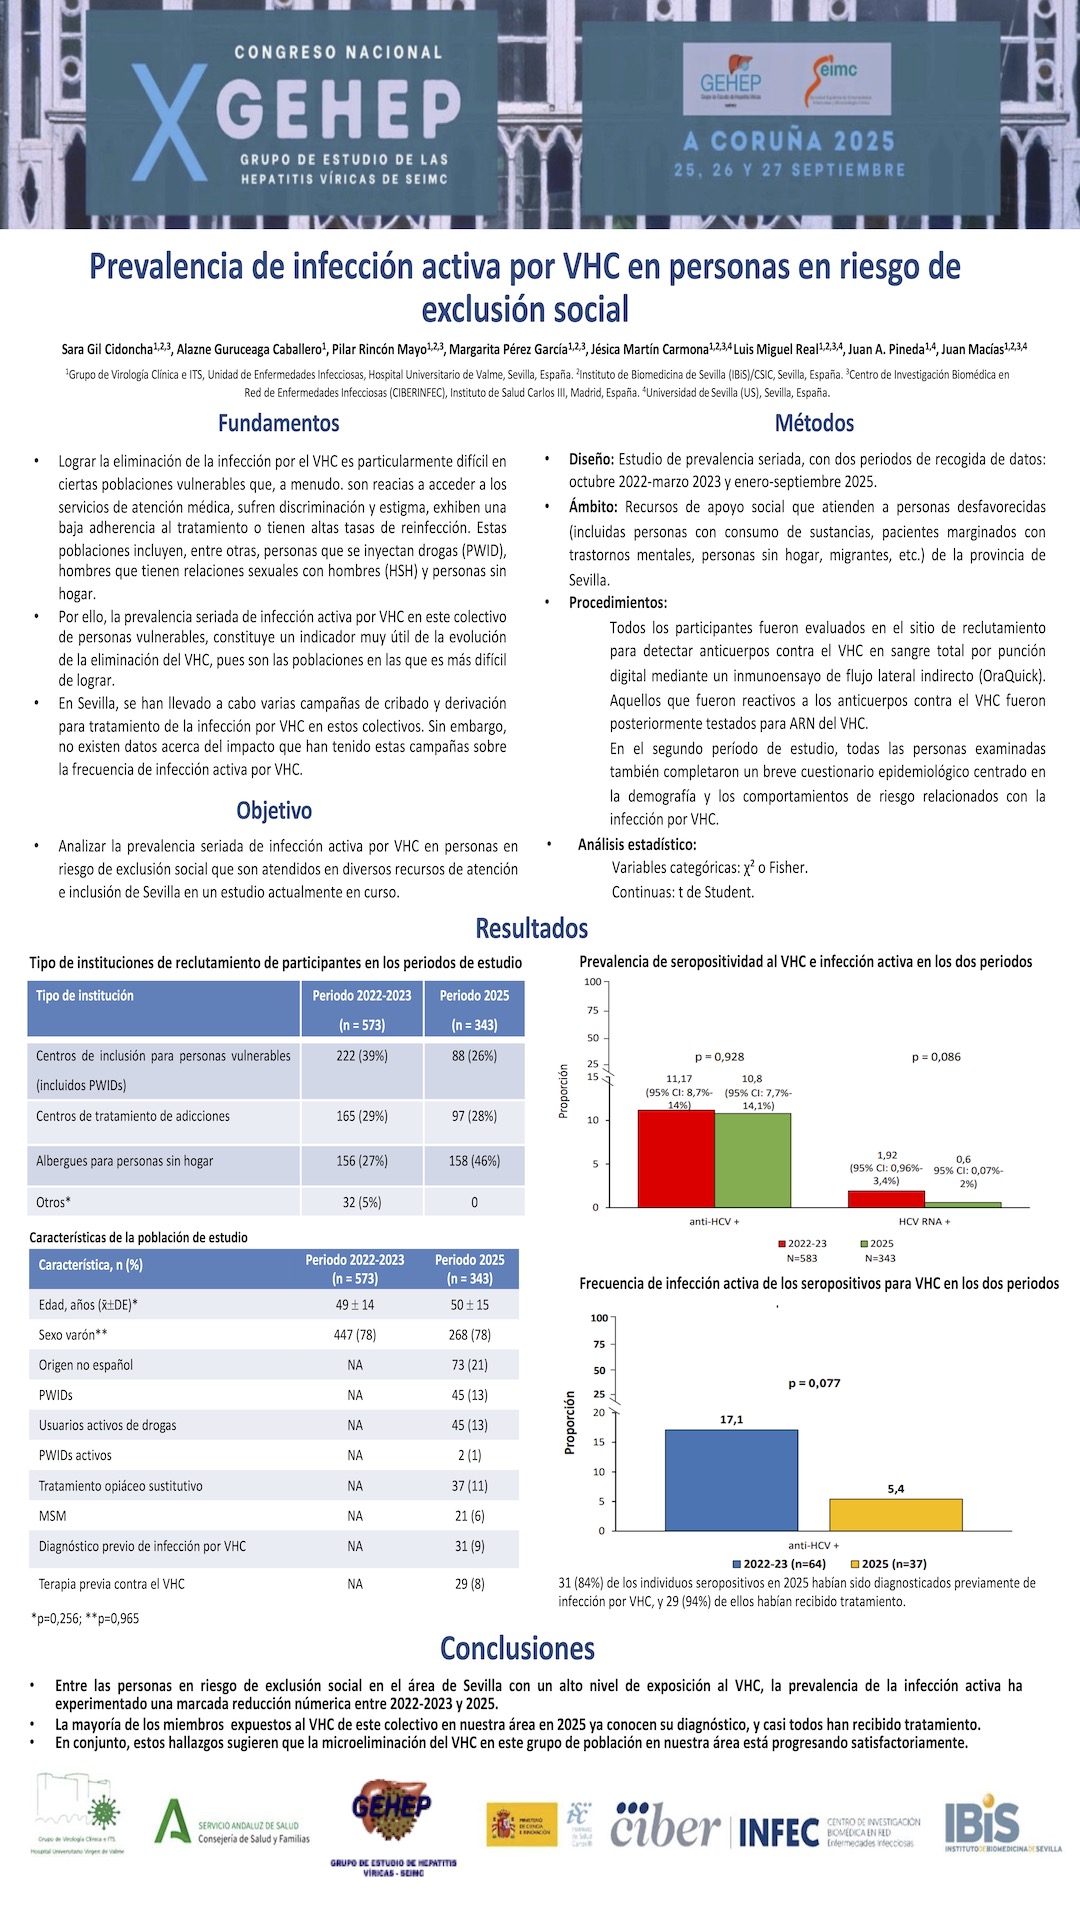 CONGRESO NACIONAL
X GEHEP
GRUPO DE ESTUDIO DE LAS
HEPATITIS VÍRICAS DE SEIMC
GEHEP
Seimc
A CORUÑA 2025
25, 26 Y 27 SEPTIEMBRE
Prevalencia de infección activa por VHC en personas en riesgo de
exclusión social
Sara Gil Cidoncha1,2,3, Alazne Guruceaga Caballero1, Pilar Rincón Mayo1,2,3, Margarita Pérez García1,2,3, Jésica Martín Carmona1,2,3,4 Luis Miguel Real1,2,3,4, Juan A. Pineda1,4, Juan Macías1,2,3,4
1Grupo de Virología Clínica e ITS, Unidad de Enfermedades Infecciosas, Hospital Universitario de Valme, Sevilla, España. 2Instituto de Biomedicina de Sevilla (IBiS)/CSIC, Sevilla, España. 3Centro de Investigación Biomédica en
Red de Enfermedades Infecciosas (CIBERINFEC), Instituto de Salud Carlos III, Madrid, España. 4Universidad de Sevilla (US), Sevilla, España.
Fundamentos
• Lograr la eliminación de la infección por el VHC es particularmente difícil en
ciertas poblaciones vulnerables que, a menudo. son reacias a acceder a los
servicios de atención médica, sufren discriminación y estigma, exhiben una
baja adherencia al tratamiento o tienen altas tasas de reinfección. Estas
poblaciones incluyen, entre otras, personas que se inyectan drogas (PWID),
hombres que tienen relaciones sexuales con hombres (HSH) y personas sin
hogar.
• Por ello, la prevalencia seriada de infección activa por VHC en este colectivo
de personas vulnerables, constituye un indicador muy útil de la evolución
de la eliminación del VHC, pues son las poblaciones en las que es más difícil
de lograr.
• En Sevilla, se han llevado a cabo varias campañas de cribado y derivación
para tratamiento de la infección por VHC en estos colectivos. Sin embargo,
no existen datos acerca del impacto que han tenido estas campañas sobre
la frecuencia de infección activa por VHC.
Objetivo
• Analizar la prevalencia seriada de infección activa por VHC en personas en
riesgo de exclusión social que son atendidos en diversos recursos de atención
e inclusión de Sevilla en un estudio actualmente en curso.
Métodos
• Diseño: Estudio de prevalencia seriada, con dos periodos de recogida de datos:
octubre 2022-marzo 2023 y enero-septiembre 2025.
• Ámbito: Recursos de apoyo social que atienden a personas desfavorecidas
(incluidas personas con consumo de sustancias, pacientes marginados con
trastornos mentales, personas sin hogar, migrantes, etc.) de la provincia de
Sevilla.
• Procedimientos:
Todos los participantes fueron evaluados en el sitio de reclutamiento
para detectar anticuerpos contra el VHC en sangre total por punción
digital mediante un inmunoensayo de flujo lateral indirecto (OraQuick).
Aquellos que fueron reactivos a los anticuerpos contra el VHC fueron
posteriormente testados para ARN del VHC.
En el segundo período de estudio, todas las personas examinadas
también completaron un breve cuestionario epidemiológico centrado en
la demografía y los comportamientos de riesgo relacionados con la
infección por VHC.
• Análisis estadístico:
Variables categóricas: χ² o Fisher.
Continuas: t de Student.
Resultados
Tipo de instituciones de reclutamiento de participantes en los periodos de estudio
Tipo de institución Periodo 2022-2023 Periodo 2025
(n = 573) (n = 343)
Centros de inclusión para personas vulnerables 222 (39%) 88 (26%)
(incluidos PWIDs)
Centros de tratamiento de adicciones 165 (29%) 97 (28%)
Albergues para personas sin hogar 156 (27%) 158 (46%)
Otros* 32 (5%) 0
Características de la población de estudio
Característica, n (%) Periodo 2022-2023 Periodo 2025
(n = 573) (n = 343)
Edad, años (x̄±DE)* 49 ± 14 50 ± 15
Sexo varón** 447 (78) 268 (78)
Origen no español NA 73 (21)
PWIDs NA 45 (13)
Usuarios activos de drogas NA 45 (13)
PWIDs activos NA 2 (1)
Tratamiento opiáceo sustitutivo NA 37 (11)
MSM NA 21 (6)
Diagnóstico previo de infección por VHC NA 31 (9)
Terapia previa contra el VHC NA 29 (8)
*p=0,256; **p=0,965
Prevalencia de seropositividad al VHC e infección activa en los dos periodos
Proporción
100
75
50
25
15
10
5
0
p = 0,928 p = 0,086
11,17 10,8
(95% CI: 8,7%- (95% CI: 7,7%-
14%) 14,1%)
1,92 0,6
(95% CI: 0,96%- 95% CI: 0,07%-
3,4%) 2%)
anti-HCV + HCV RNA +
2022-23 2025
N=583 N=343
Frecuencia de infección activa de los seropositivos para VHC en los dos periodos
.
Proporción
100
75
50
25
20
15
10
5
0
p = 0,077
17,1
5,4
anti-HCV +
2022-23 (n=64) 2025 (n=37)
31 (84%) de los individuos seropositivos en 2025 habían sido diagnosticados previamente de
infección por VHC, y 29 (94%) de ellos habían recibido tratamiento.
Conclusiones
• Entre las personas en riesgo de exclusión social en el área de Sevilla con un alto nivel de exposición al VHC, la prevalencia de la infección activa ha
experimentado una marcada reducción númerica entre 2022-2023 y 2025.
• La mayoría de los miembros expuestos al VHC de este colectivo en nuestra área en 2025 ya conocen su diagnóstico, y casi todos han recibido tratamiento.
• En conjunto, estos hallazgos sugieren que la microeliminación del VHC en este grupo de población en nuestra área está progresando satisfactoriamente.
Grupo de Virología Clínica e ITS
Hospital Universitario Virgen de Valme
SERVICIO ANDALUZ DE SALUD
Consejería de Salud y Familias
GEHEP
GRUPO DE ESTUDIO DE HEPATITIS
VÍRICAS - SEIMC
MINISTERIO
DE CIENCIA
E INNOVACIÓN
ciber INFEC
CENTRO DE INVESTIGACIÓN
BIOMÉDICA EN RED
Enfermedades Infecciosas
IBiS
INSTITUTO DE BIOMEDICINA DE SEVILLA